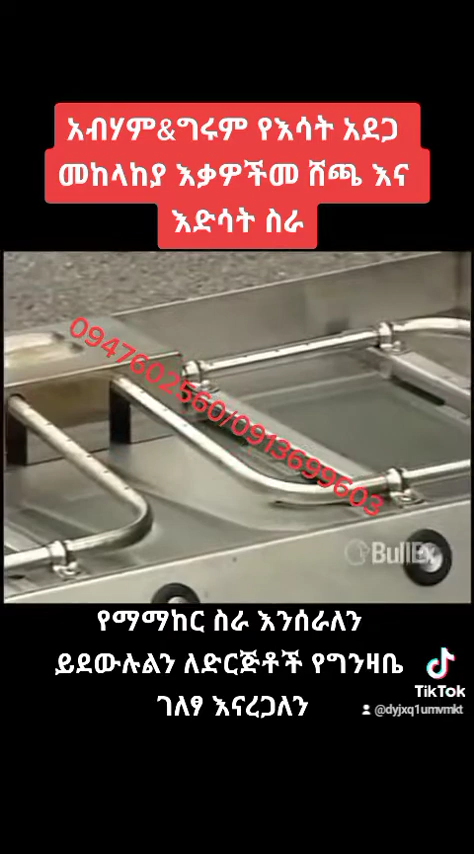 አብሃም&ግሩም የእሳት አደጋ
መከላከያ እቃዎችመ ሽጫ እና
እድሳት ስራ
0947602560/0913699603
BullEx
የማማከር ስራ እንሰራለን
ይደውሉልን ለድርጅቶች የግንዛቤ
ገለፃ እናረጋለን
TikTok
@dyjxq1umvmkt